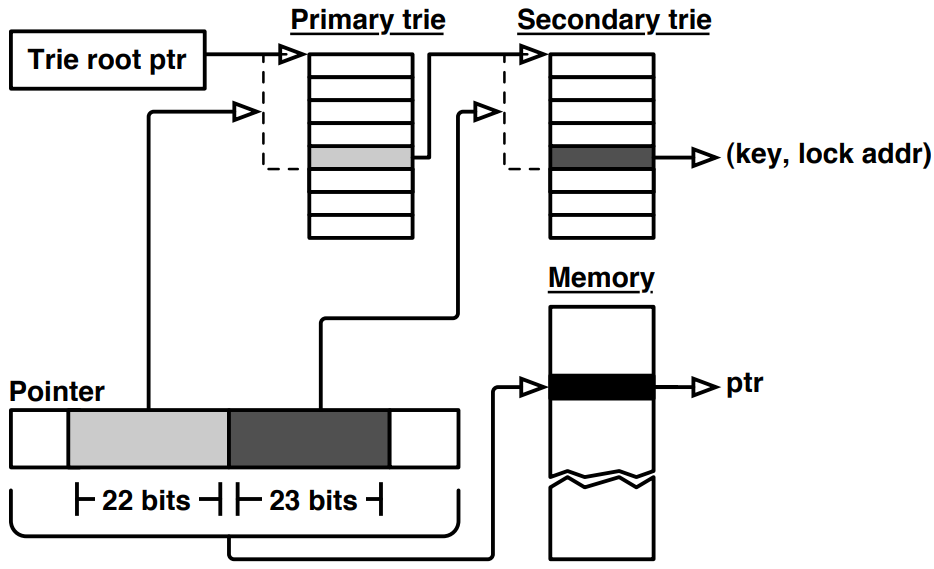 Primary trie
Secondary trie
Trie root ptr
(key, lock addr)
Memory
Pointer
ptr
22 bits
23 bits